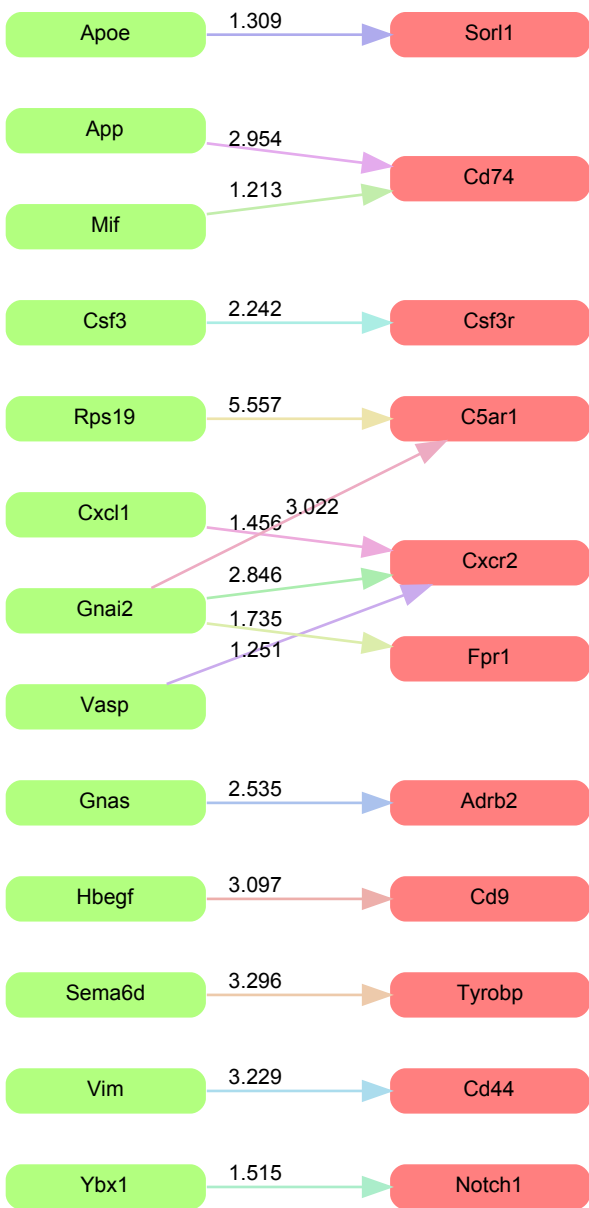 Apoe 1.309 Sorl1
App 2.954 Cd74
Mif 1.213
Csf3 2.242 Csf3r
Rps19 5.557 C5ar1
Cxcl1 1.456 3.022
Cxcr2
Gnai2 2.846
1.735
1.251 Fpr1
Vasp
Gnas 2.535 Adrb2
Hbegf 3.097 Cd9
Sema6d 3.296 Tyrobp
Vim 3.229 Cd44
Ybx1 1.515 Notch1